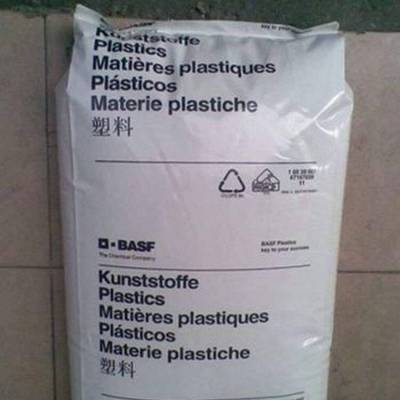 Kunststoffe
Plastics
Matières plastiques
Plásticos
Materie plastiche
塑料
BASF
The Chemical Company
BASF Plastics
key to your success
Kunststoffe
Plastics
Matières plastiques
Plásticos
Materie plastiche
塑料